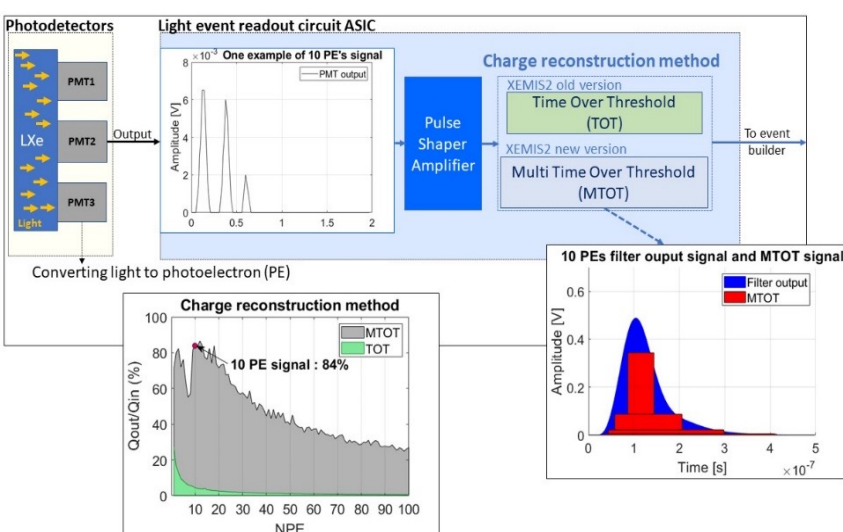 Photodetectors
Light event readout circuit ASIC
LXe
Light
PMT1
PMT2
PMT3
Output
×10⁻³
One example of 10 PE's signal
PMT output
Amplitude [V]
8
6
4
2
0
0 0.5 1 1.5 2
Pulse
Shaper
Amplifier
Charge reconstruction method
XEMIS2 old version
Time Over Threshold
(TOT)
XEMIS2 new version
Multi Time Over Threshold
(MTOT)
To event
builder
Converting light to photoelectron (PE)
Charge reconstruction method
MTOT
TOT
10 PE signal : 84%
Qout/Qin (%)
100
80
60
40
20
0
10 20 30 40 50 60 70 80 90 100
NPE
10 PEs filter ouput signal and MTOT signal
Filter output
MTOT
Amplitude [V]
0.6
0.4
0.2
0
0 1 2 3 4 5
Time [s]
×10⁻⁷